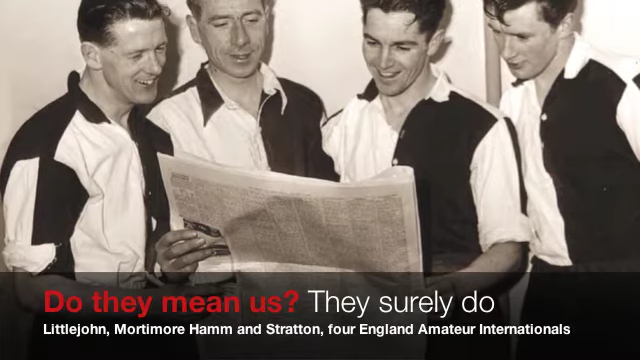 Do they mean us? They surely do
Littlejohn, Mortimore Hamm and Stratton, four England Amateur Internationals